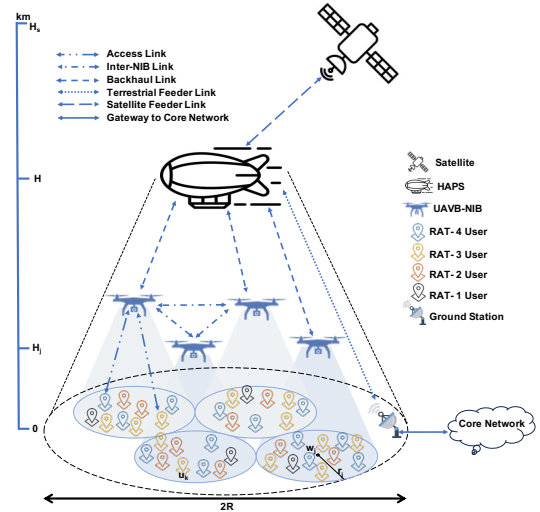 km
Hs
Access Link
Inter-NIB Link
Backhaul Link
Terrestrial Feeder Link
Satellite Feeder Link
Gateway to Core Network
H
Satellite
HAPS
UAVB-NIB
RAT- 4 User
RAT- 3 User
RAT- 2 User
RAT- 1 User
Ground Station
Hj
0
Core Network
wj
rj
uk
2R